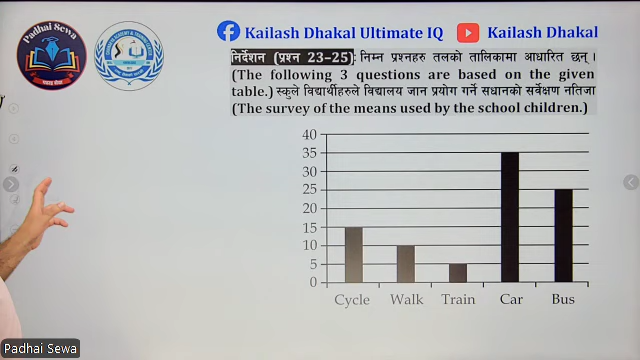 Padhai Sewa
Kailash Dhakal Ultimate IQ
Kailash Dhakal
निर्देशन (प्रश्न 23-25): निम्न प्रश्नहरु तलको तालिकामा आधारित छन् ।
(The following 3 questions are based on the given
table.) स्कुले विद्यार्थीहरुले विद्यालय जान प्रयोग गर्ने सधानको सर्वेक्षण नतिजा
(The survey of the means used by the school children.)
40
35
30
25
20
15
10
5
0
Cycle Walk Train Car Bus
Padhai Sewa